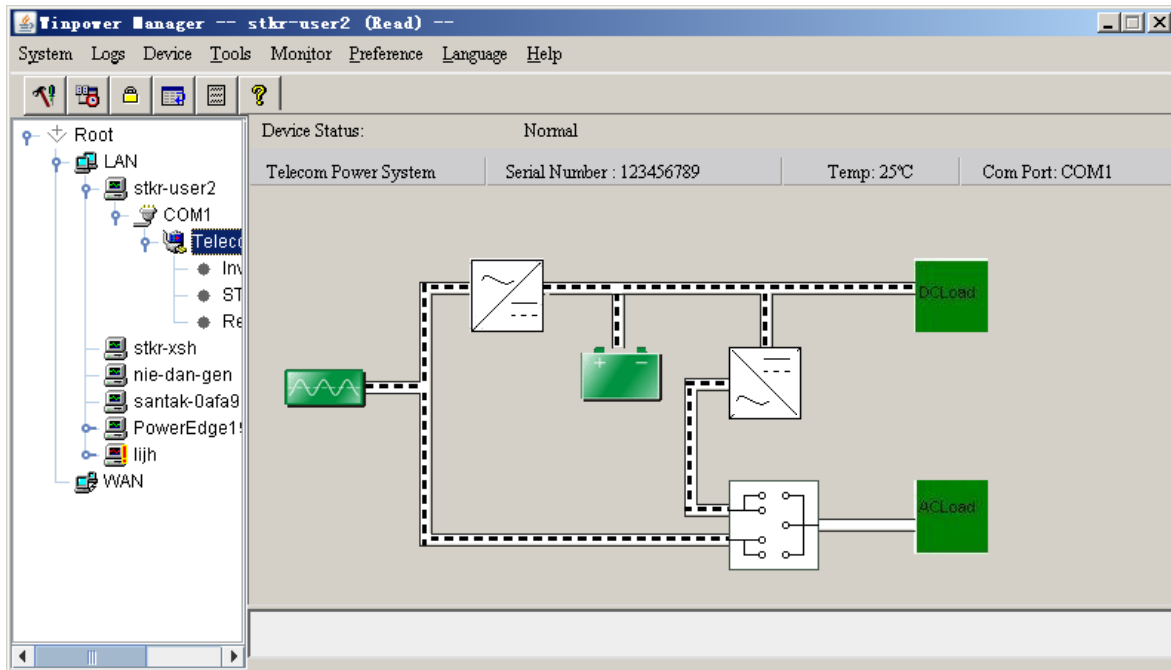 Winpower Manager -- stkr-user2 (Read) --
System Logs Device Tools Monitor Preference Language Help
Root
LAN
stkr-user2
COM1
Teleco
Inv
ST
Re
stkr-xsh
nie-dan-gen
santak-0afa9
PowerEdge19
lijh
WAN
Device Status: Normal
Telecom Power System Serial Number : 123456789 Temp: 25℃ Com Port: COM1
DCLoad
+ −
ACLoad